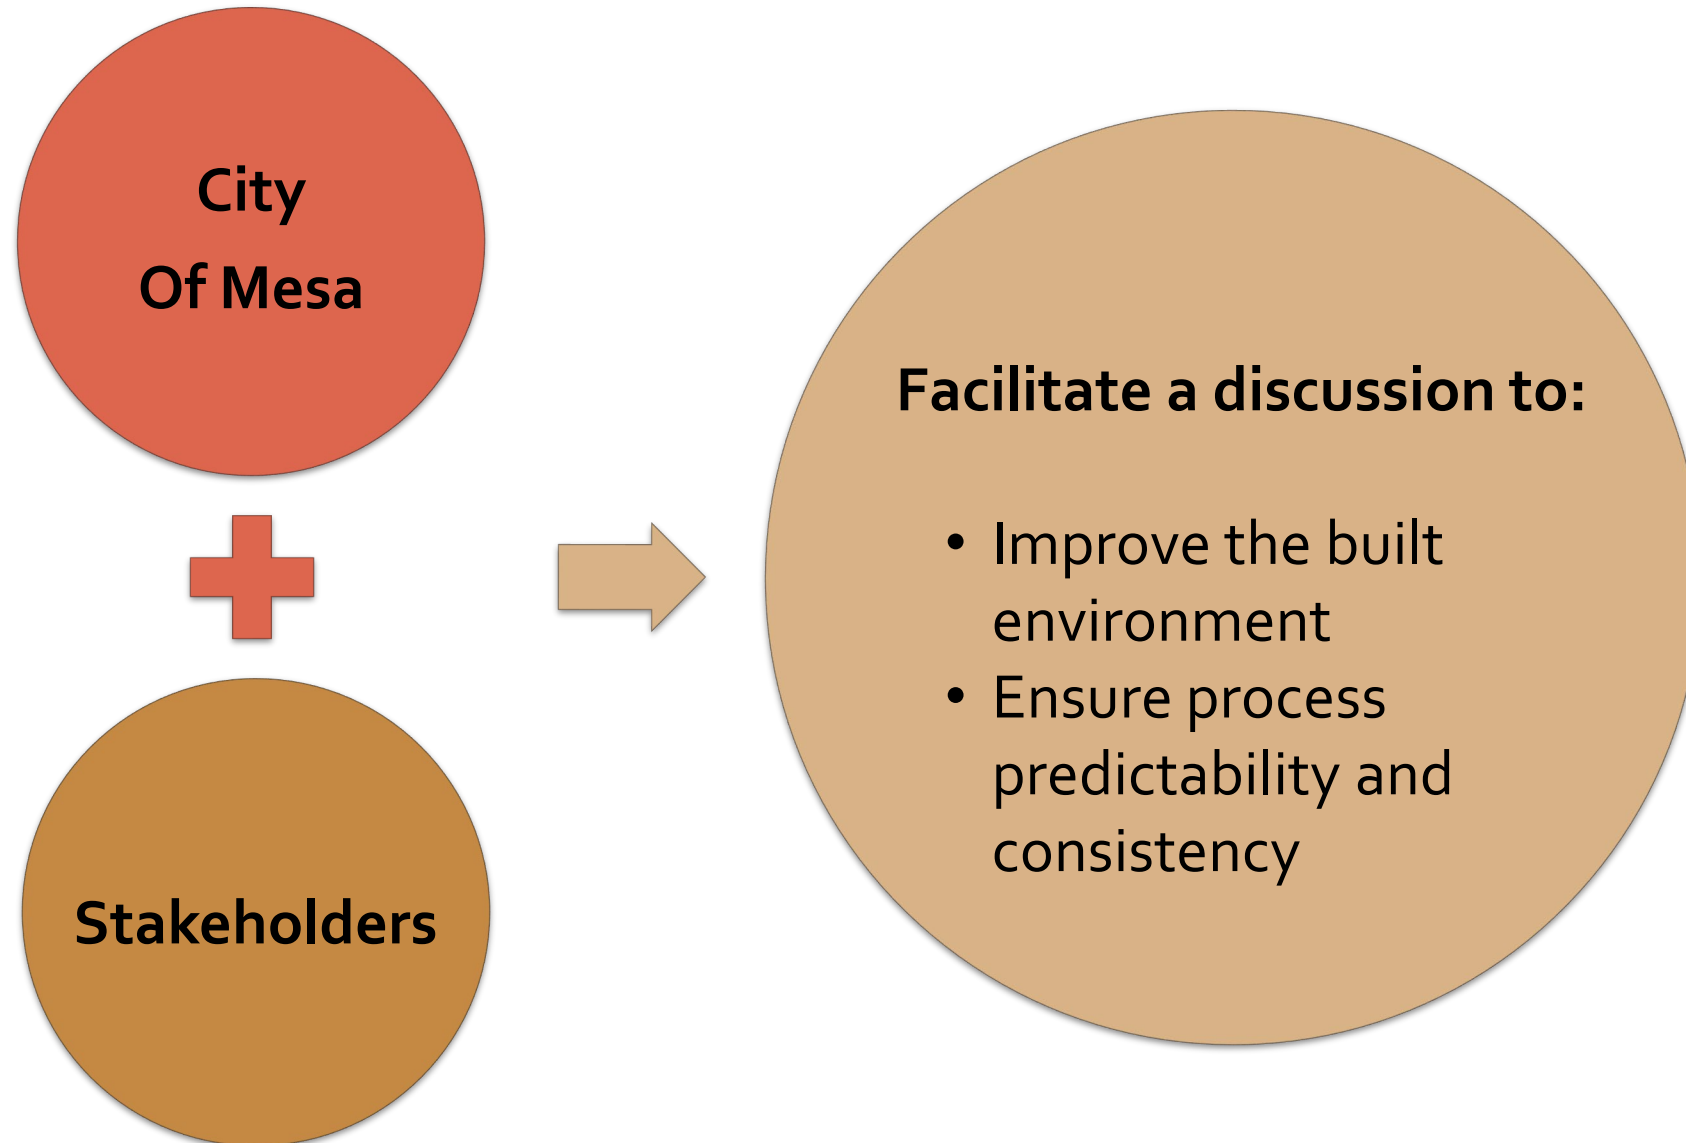 City
Of Mesa
Stakeholders
Facilitate a discussion to:
• Improve the built
environment
• Ensure process
predictability and
consistency